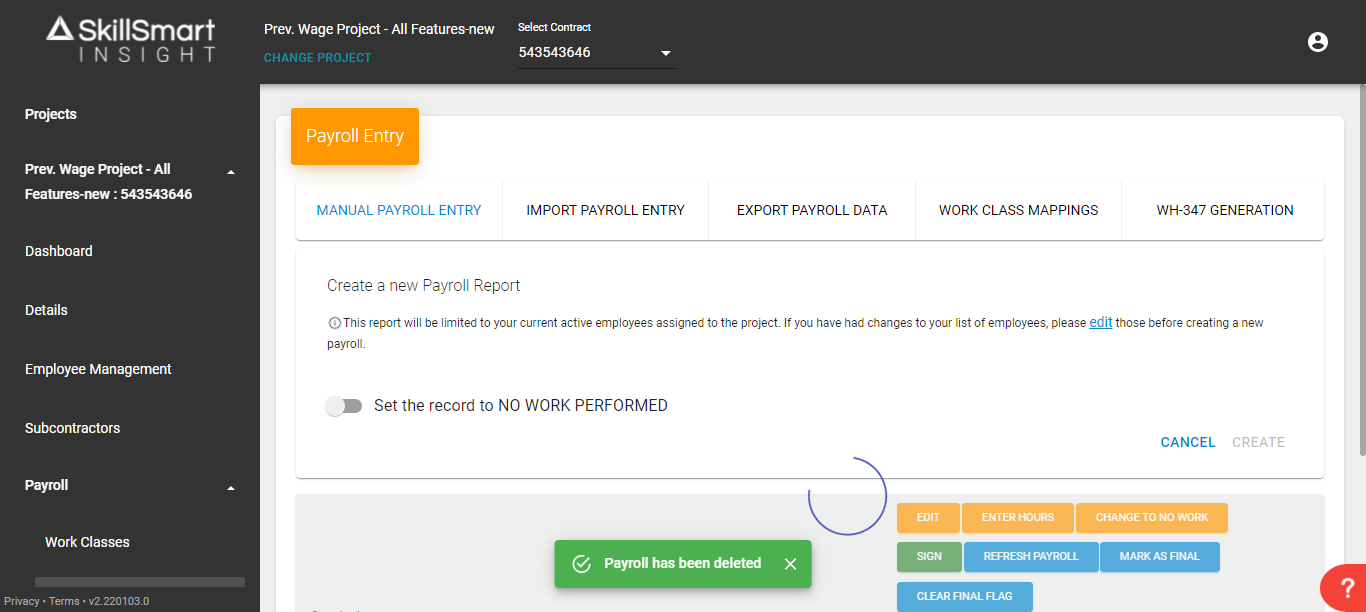 SkillSmart
INSIGHT
Prev. Wage Project - All Features-new
CHANGE PROJECT
Select Contract
543543646
Projects
Prev. Wage Project - All
Features-new : 543543646
Dashboard
Details
Employee Management
Subcontractors
Payroll
Work Classes
Privacy • Terms • v2.220103.0
Payroll Entry
MANUAL PAYROLL ENTRY
IMPORT PAYROLL ENTRY
EXPORT PAYROLL DATA
WORK CLASS MAPPINGS
WH-347 GENERATION
Create a new Payroll Report
This report will be limited to your current active employees assigned to the project. If you have had changes to your list of employees, please edit those before creating a new
payroll.
Set the record to NO WORK PERFORMED
CANCEL
CREATE
EDIT
ENTER HOURS
CHANGE TO NO WORK
SIGN
REFRESH PAYROLL
MARK AS FINAL
CLEAR FINAL FLAG
Payroll has been deleted
?